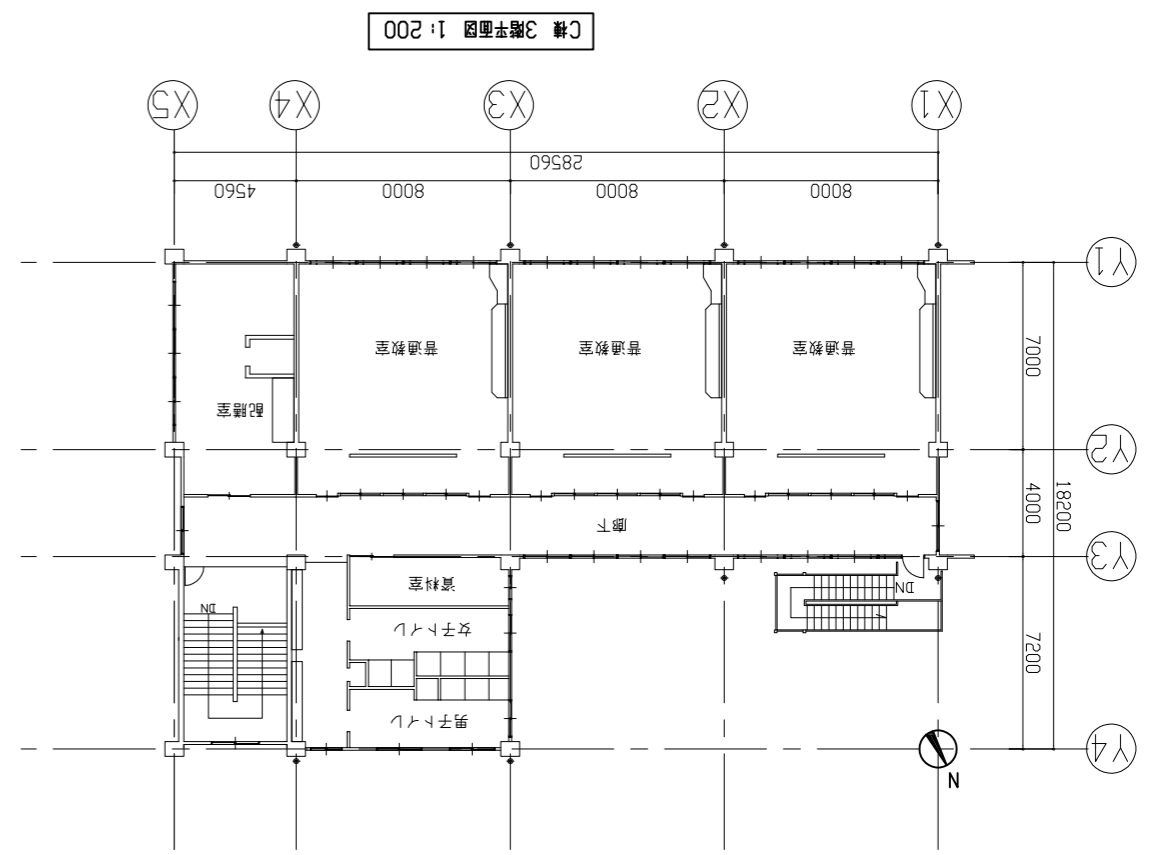 C棟 3階平面図 1:200
X5
X4
X3
X2
X1
28560
4560
8000
8000
8000
Y1
Y2
Y3
Y4
7000
4000
7200
18200
普通教室
普通教室
普通教室
配膳室
廊下
資料室
女子トイレ
男子トイレ
DN
DN
N